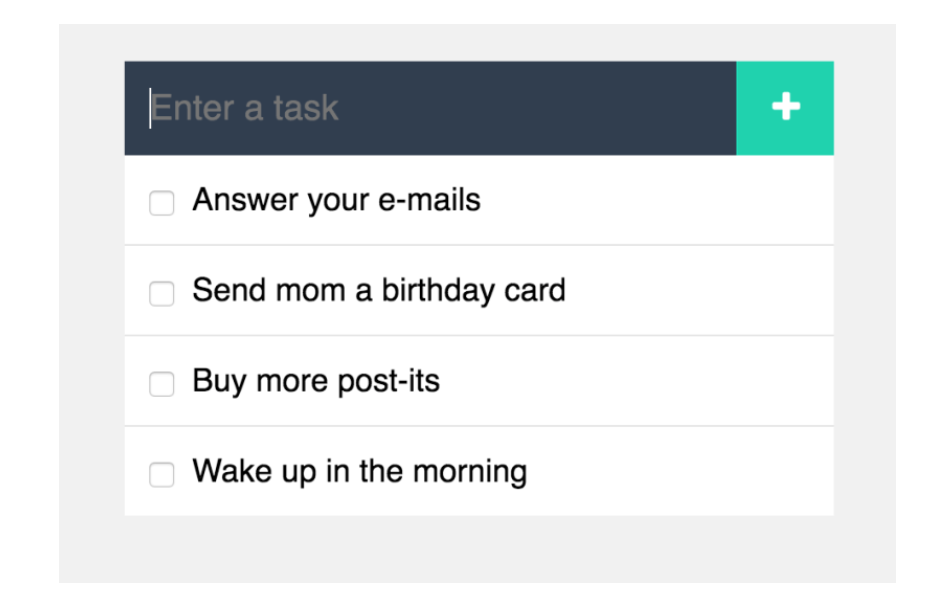 Enter a task
Answer your e-mails
Send mom a birthday card
Buy more post-its
Wake up in the morning